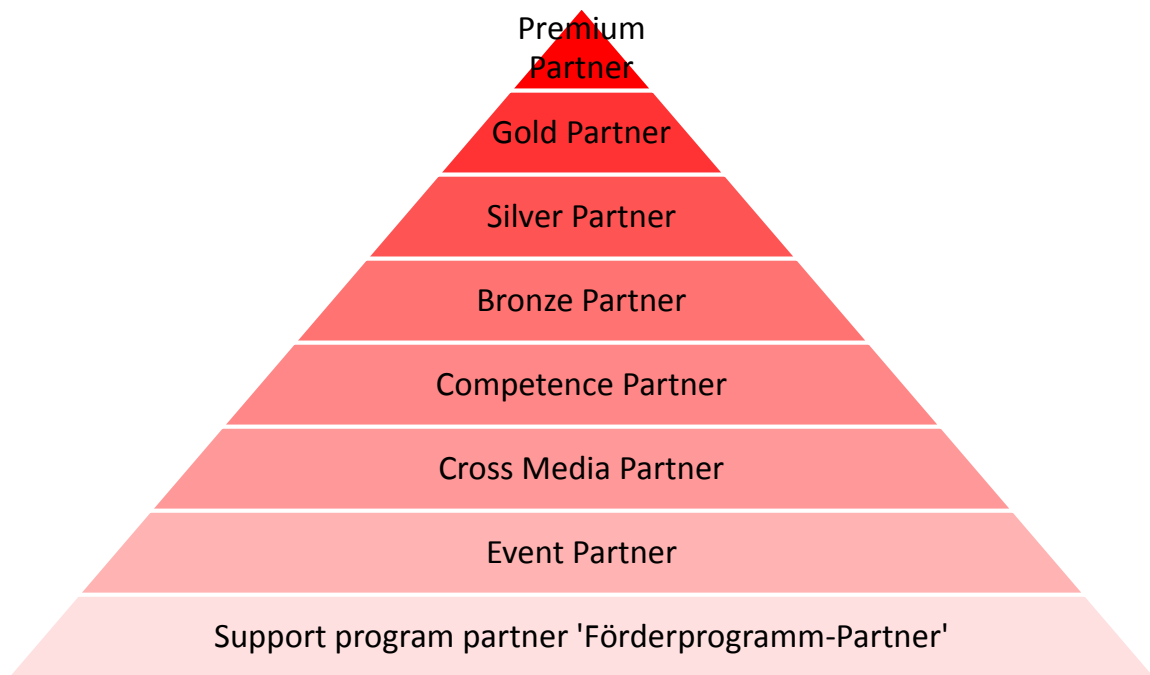 Premium
Partner
Gold Partner
Silver Partner
Bronze Partner
Competence Partner
Cross Media Partner
Event Partner
Support program partner 'Förderprogramm-Partner'